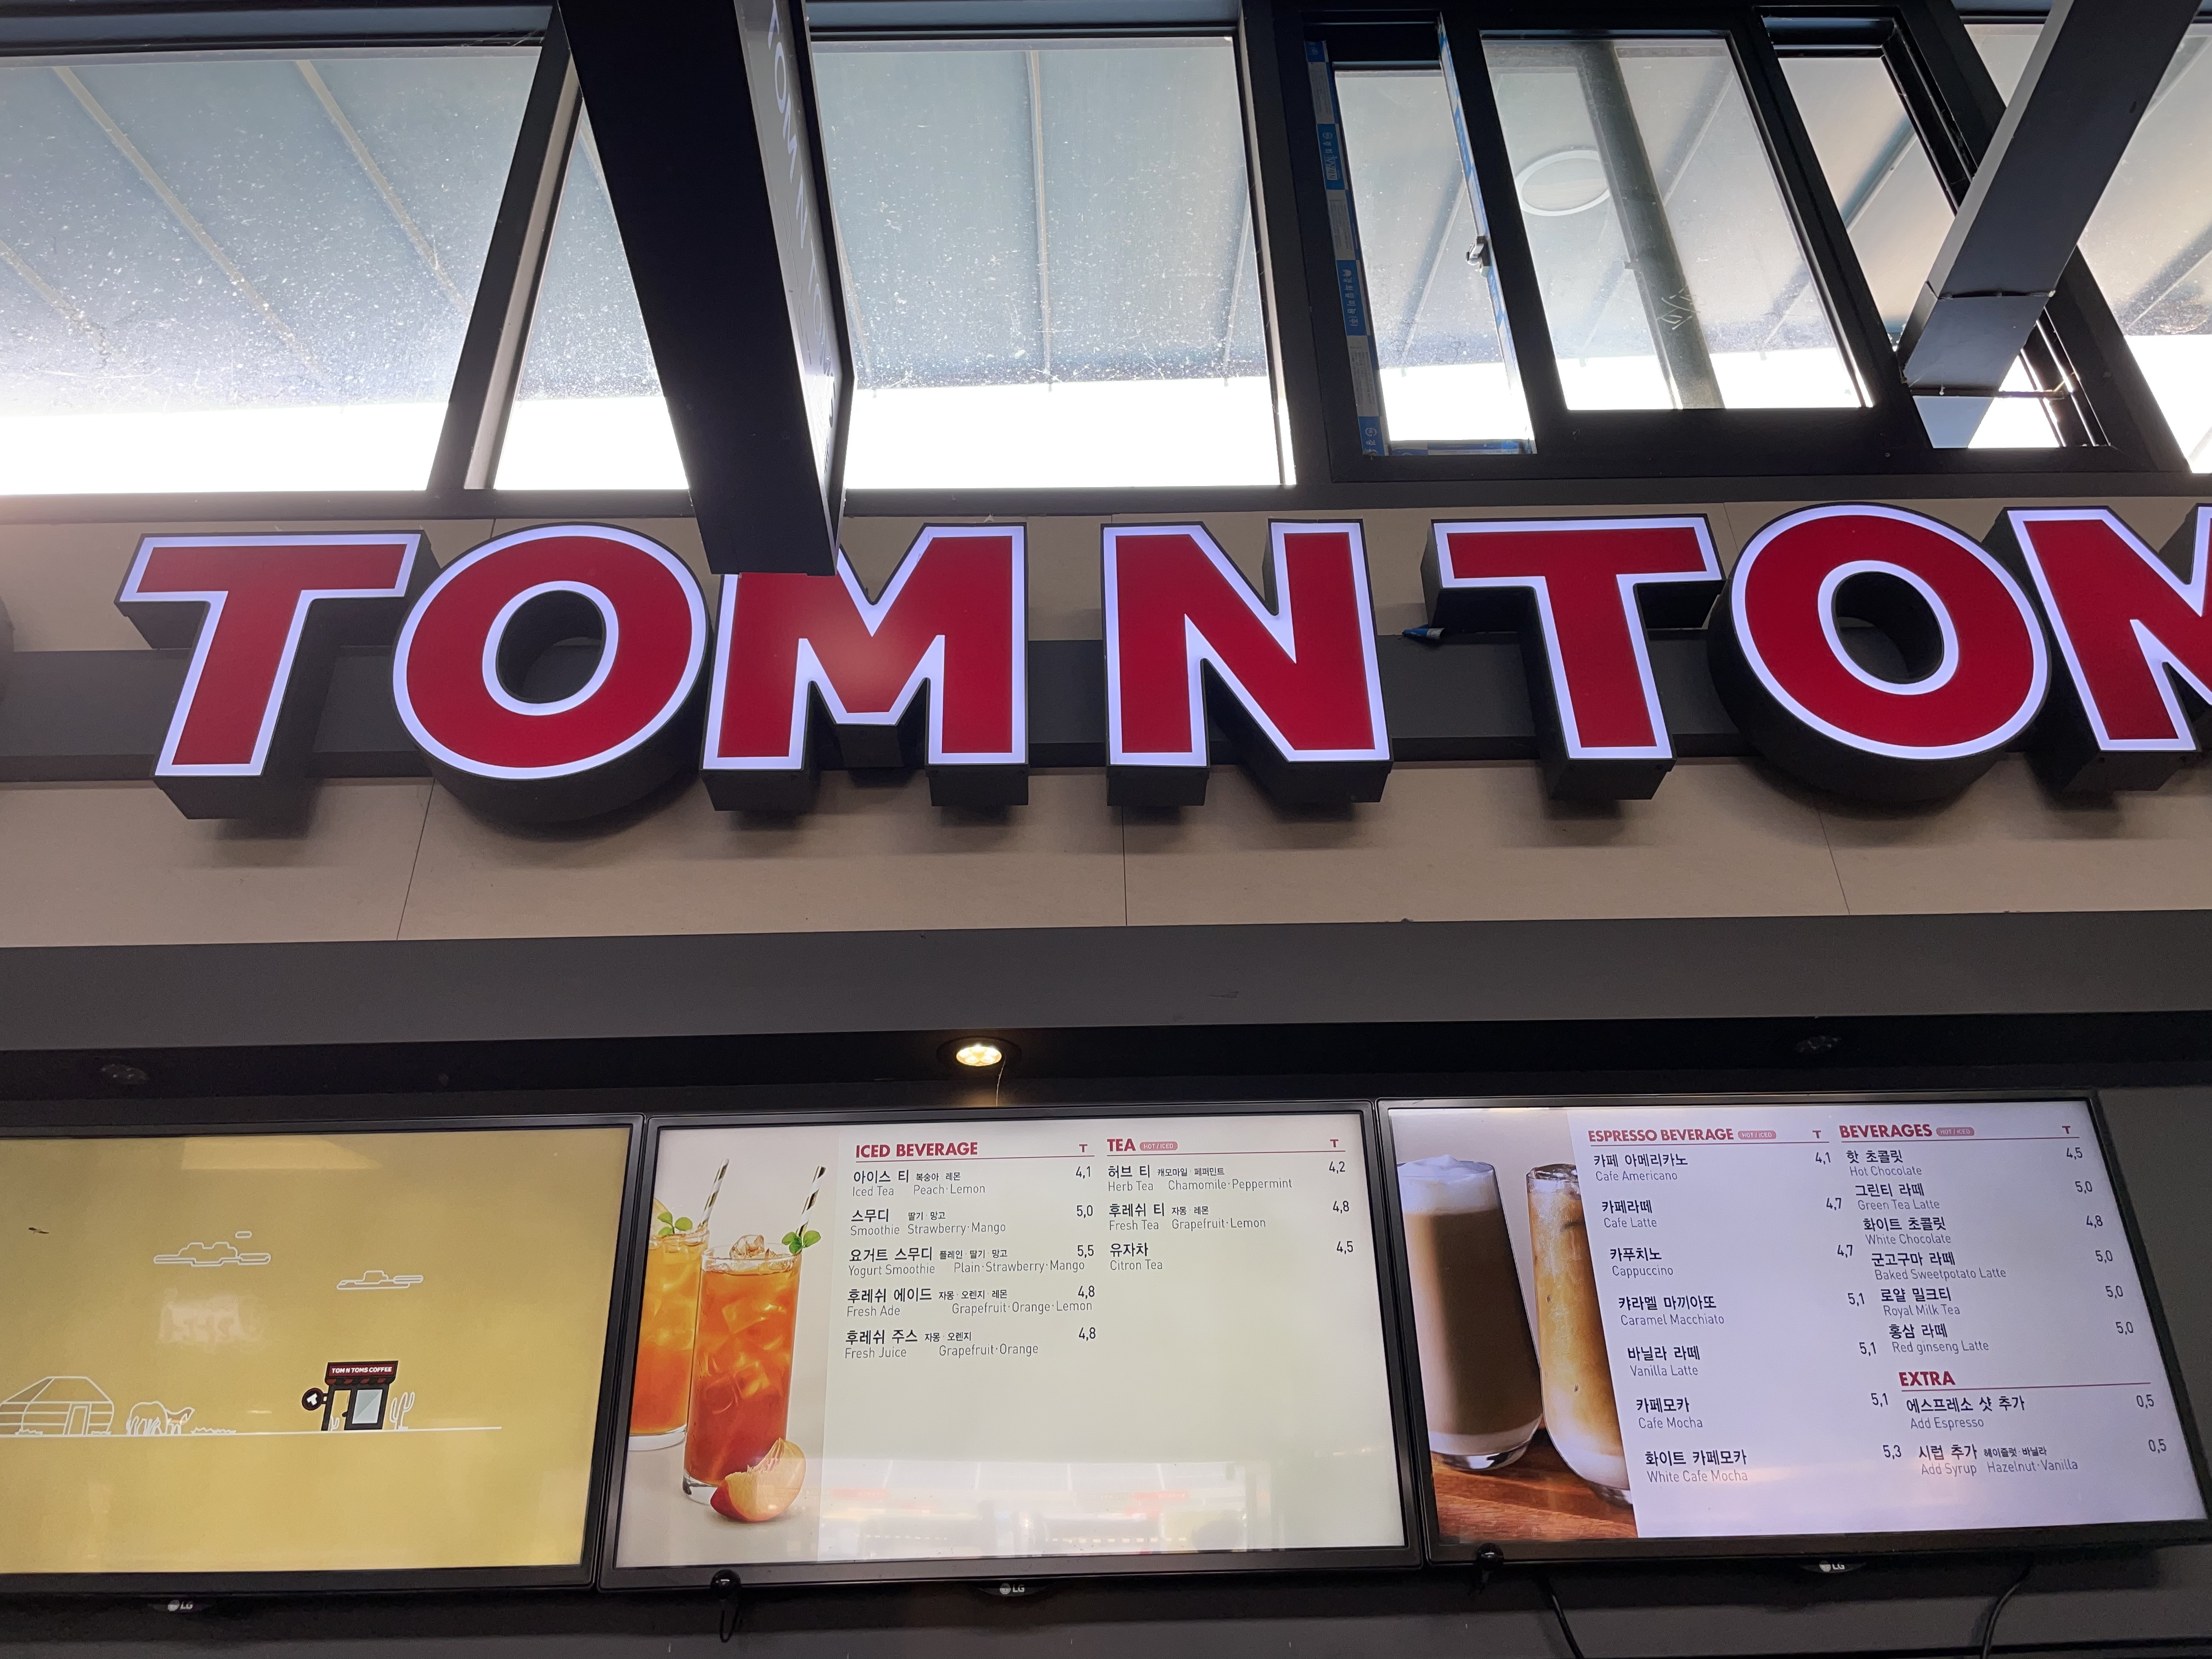 TOM N TOM
TOM N TOMS COFFEE
ICED BEVERAGE T
아이스 티 복숭아·레몬 4,1
Iced Tea Peach·Lemon
스무디 딸기·망고 5,0
Smoothie Strawberry·Mango
요거트 스무디 플레인·딸기·망고 5,5
Yogurt Smoothie Plain·Strawberry·Mango
후레쉬 에이드 자몽·오렌지·레몬 4,8
Fresh Ade Grapefruit·Orange·Lemon
후레쉬 주스 자몽·오렌지 4,8
Fresh Juice Grapefruit·Orange
TEA HOT / ICED T
허브 티 캐모마일·페퍼민트 4,2
Herb Tea Chamomile·Peppermint
후레쉬 티 자몽·레몬 4,8
Fresh Tea Grapefruit·Lemon
유자차 4,5
Citron Tea
ESPRESSO BEVERAGE HOT / ICED T
카페 아메리카노 4,1
Cafe Americano
카페라떼 4,7
Cafe Latte
카푸치노 4,7
Cappuccino
캬라멜 마끼아또 5,1
Caramel Macchiato
바닐라 라떼 5,1
Vanilla Latte
카페모카 5,1
Cafe Mocha
화이트 카페모카 5,3
White Cafe Mocha
BEVERAGES HOT / ICED T
핫 초콜릿 4,5
Hot Chocolate
그린티 라떼 5,0
Green Tea Latte
화이트 초콜릿 4,8
White Chocolate
군고구마 라떼 5,0
Baked Sweetpotato Latte
로얄 밀크티 5,0
Royal Milk Tea
홍삼 라떼 5,0
Red ginseng Latte
EXTRA
에스프레소 샷 추가 0,5
Add Espresso
시럽 추가 헤이즐럿·바닐라 0,5
Add Syrup Hazelnut·Vanilla
LG
LG
LG